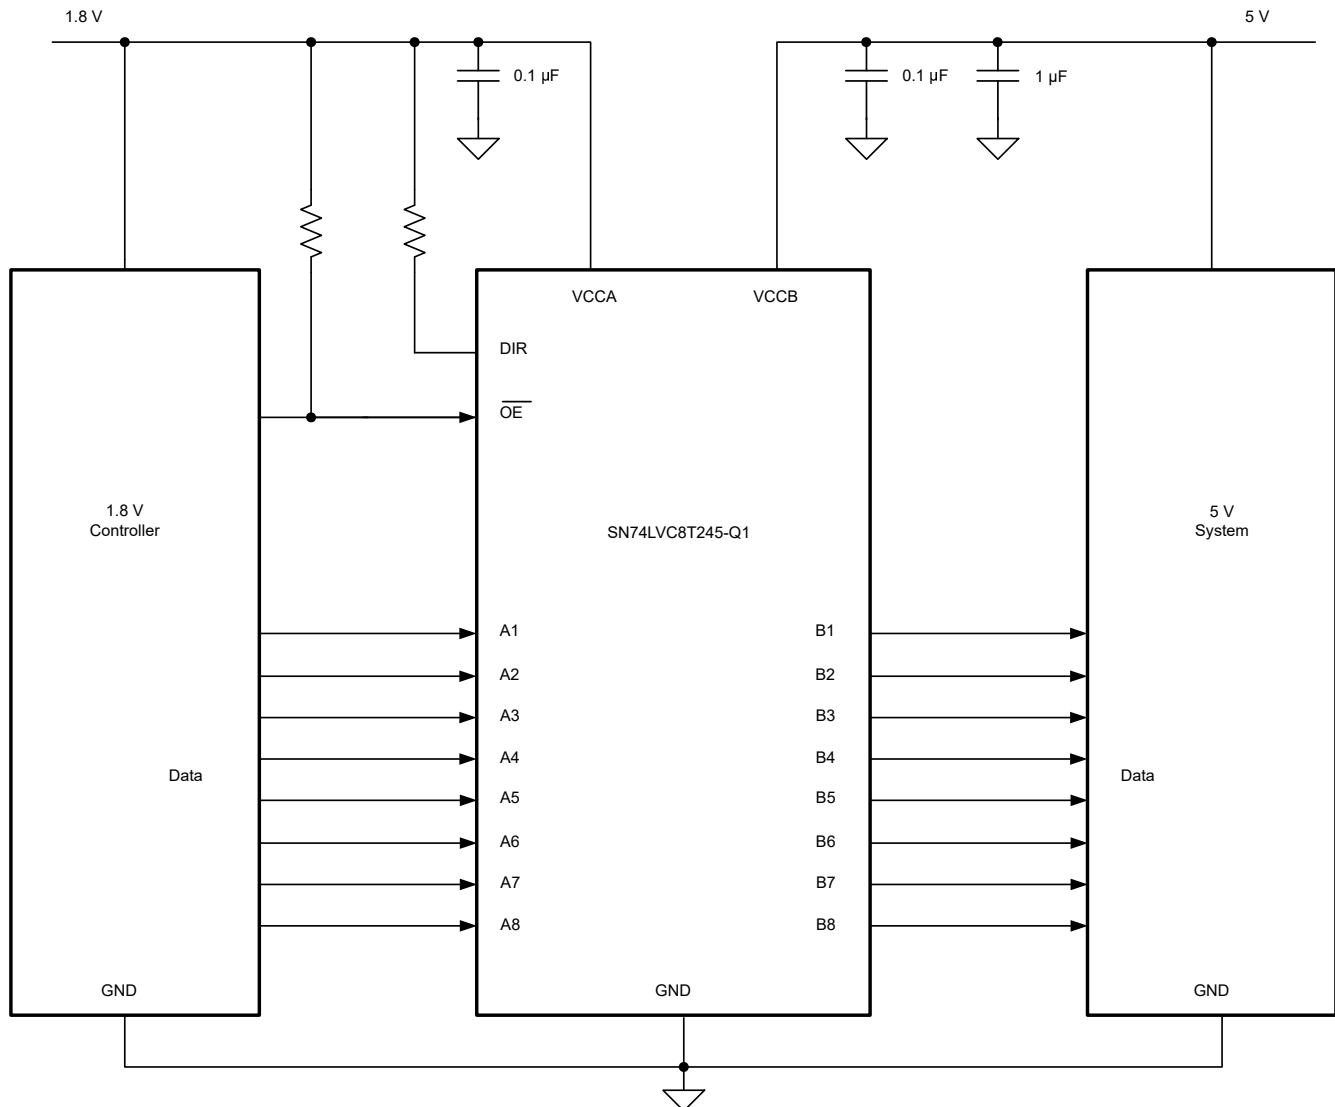 1.8 V
5 V
0.1 µF
0.1 µF
1 µF
VCCA
VCCB
DIR
OE
1.8 V
Controller
SN74LVC8T245-Q1
5 V
System
A1
B1
A2
B2
A3
B3
A4
B4
Data
Data
A5
B5
A6
B6
A7
B7
A8
B8
GND
GND
GND